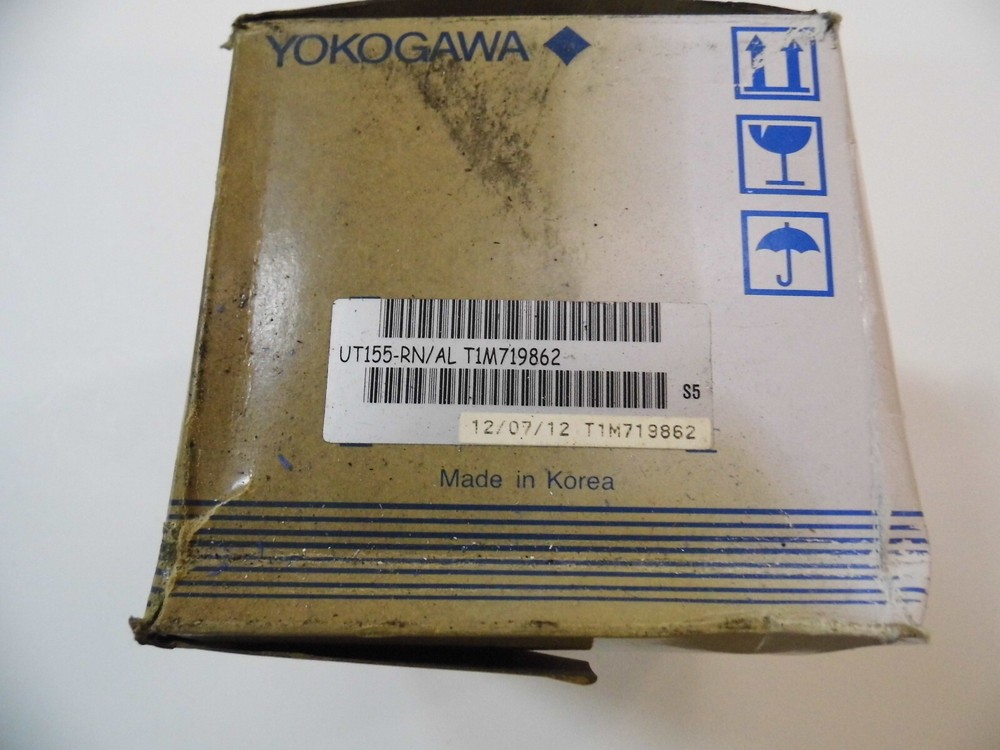 YOKOGAWA
UT155-RN/AL T1M719862
S5
12/07/12 T1M719862
Made in Korea